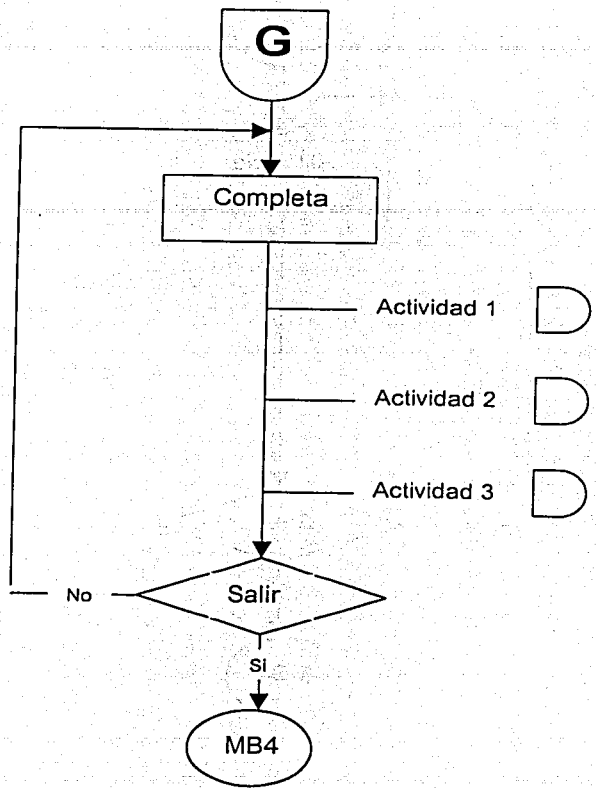 G
Completa
Actividad 1
Actividad 2
Actividad 3
Salir
No
Si
MB4